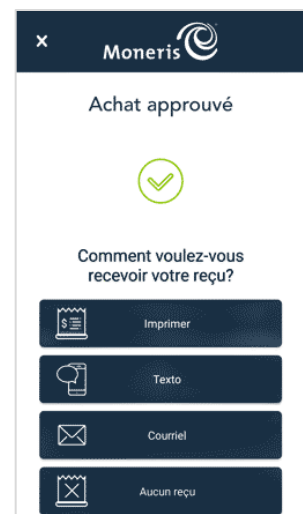 ×
Moneris
Achat approuvé
Comment voulez-vous
recevoir votre reçu?
$
Imprimer
Texto
Courriel
Aucun reçu